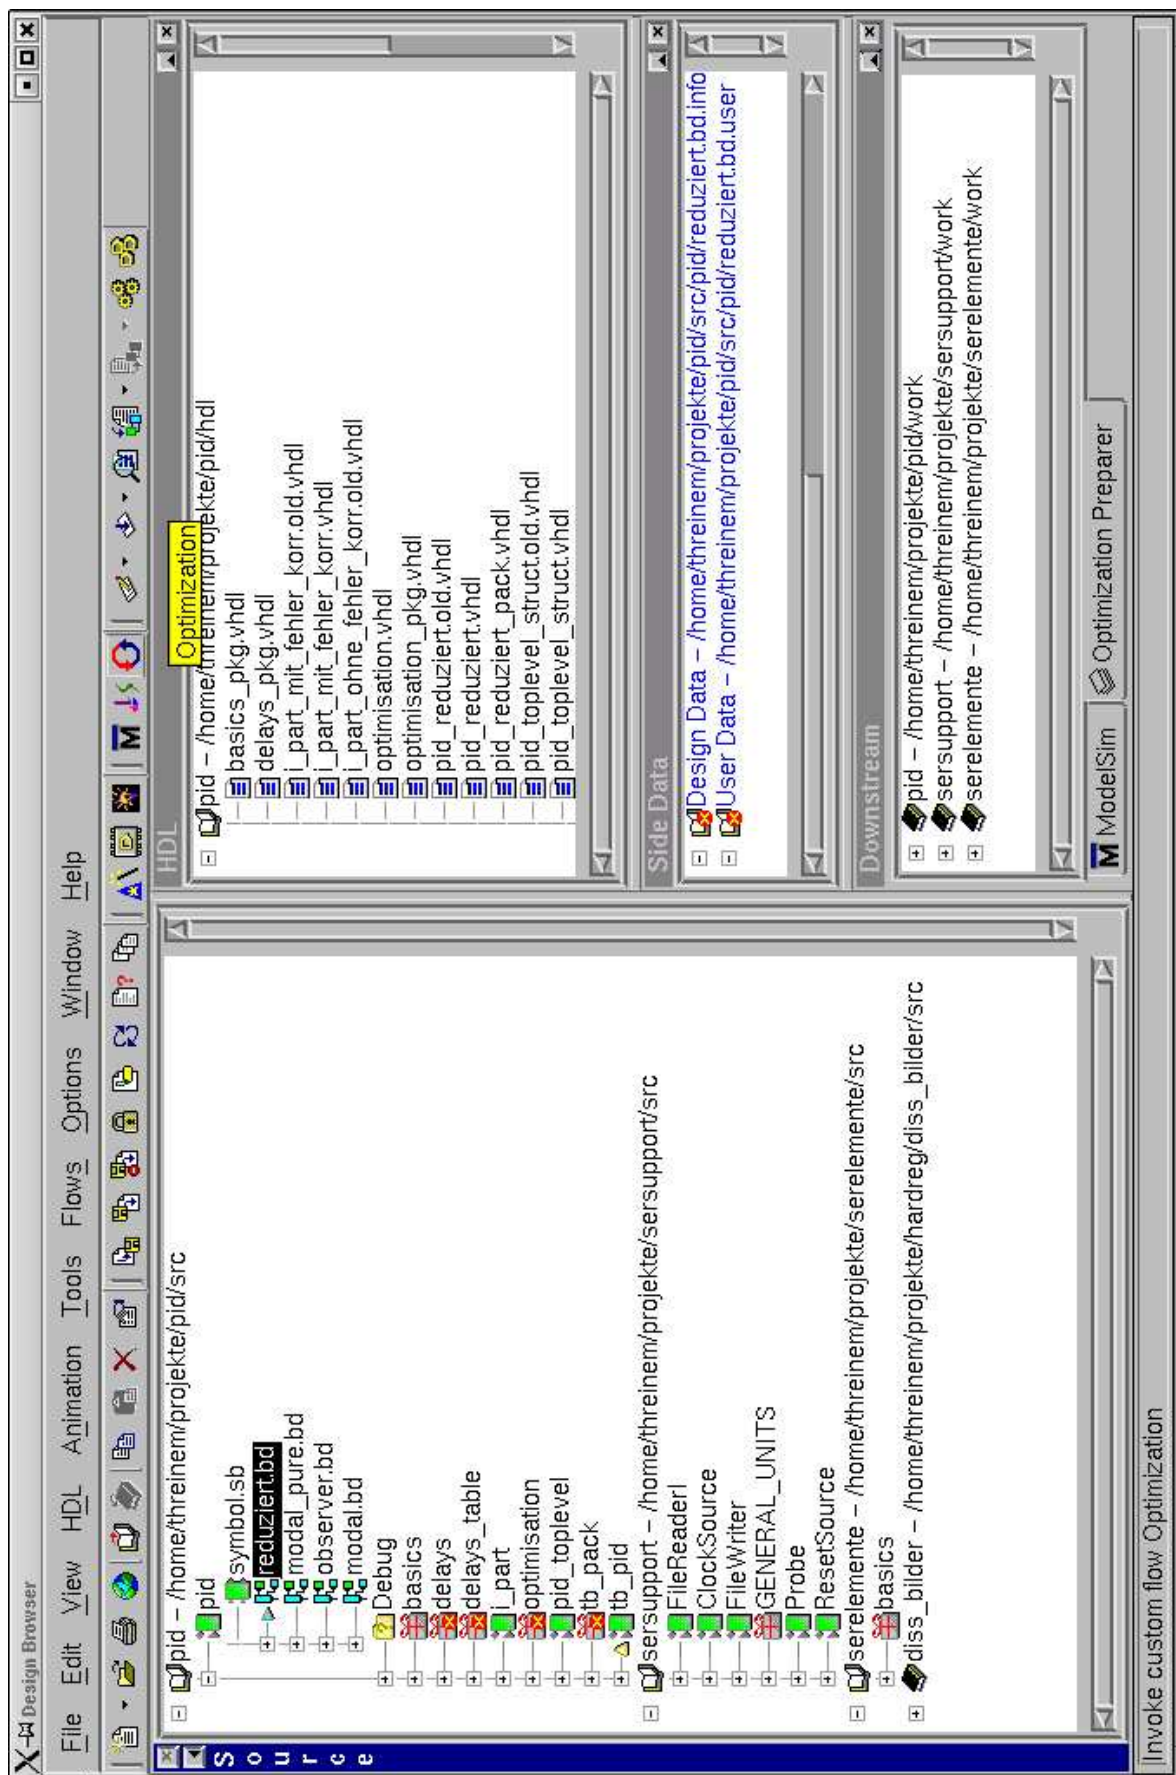 Design Browser
File Edit View HDL Animation Tools Flows Options Window Help
Source
pid – /home/threinem/projekte/pid/src
pid
symbol.sb
reduziert.bd
modal_pure.bd
observer.bd
modal.bd
Debug
basics
delays
delays_table
i_part
optimisation
pid_toplevel
tb_pack
tb_pid
sersupport – /home/threinem/projekte/sersupport/src
FileReaderI
ClockSource
FileWriter
GENERAL_UNITS
Probe
ResetSource
serelemente – /home/threinem/projekte/serelemente/src
basics
diss_bilder – /home/threinem/projekte/hardreg/diss_bilder/src
HDL
Optimization
pid – /home/threinem/projekte/pid/hdl
basics_pkg.vhdl
delays_pkg.vhdl
i_part_mit_fehler_korr.old.vhdl
i_part_mit_fehler_korr.vhdl
i_part_ohne_fehler_korr.old.vhdl
optimisation.vhdl
optimisation_pkg.vhdl
pid_reduziert.old.vhdl
pid_reduziert.vhdl
pid_reduziert_pack.vhdl
pid_toplevel_struct.old.vhdl
pid_toplevel_struct.vhdl
Side Data
Design Data – /home/threinem/projekte/pid/src/pid/reduziert.bd.info
User Data – /home/threinem/projekte/pid/src/pid/reduziert.bd.user
Downstream
pid – /home/threinem/projekte/pid/work
sersupport – /home/threinem/projekte/sersupport/work
serelemente – /home/threinem/projekte/serelemente/work
M ModelSim Optimization Preparer
Invoke custom flow Optimization